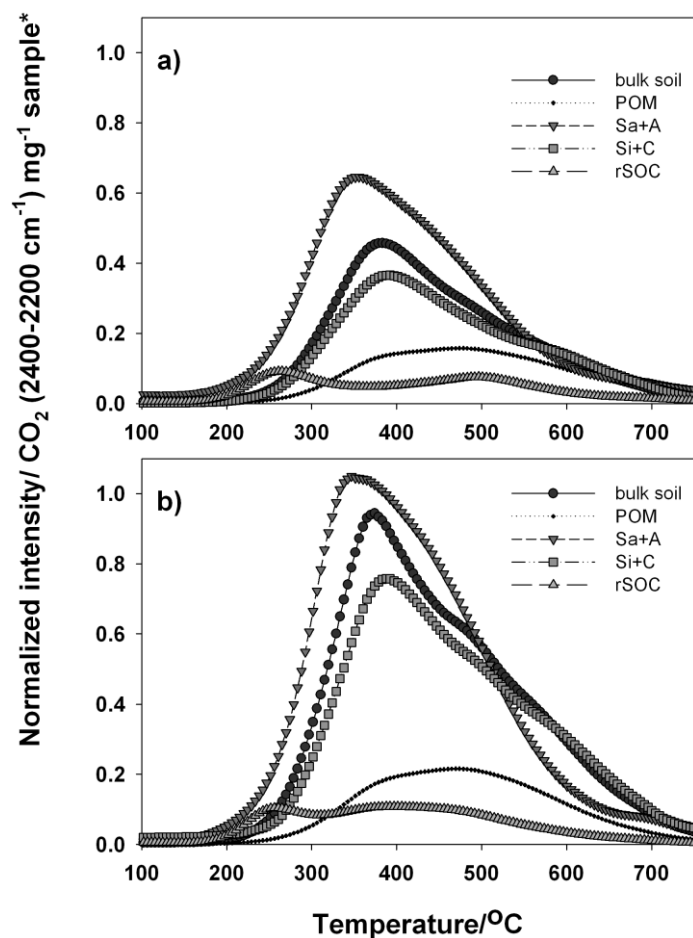 Normalized intensity/ CO₂ (2400-2200 cm⁻¹) mg⁻¹ sample*
1.0
0.8
0.6
0.4
0.2
0.0
a)
bulk soil
POM
Sa+A
Si+C
rSOC
100 200 300 400 500 600 700
1.0
0.8
0.6
0.4
0.2
0.0
b)
bulk soil
POM
Sa+A
Si+C
rSOC
100 200 300 400 500 600 700
Temperature/ᴼC